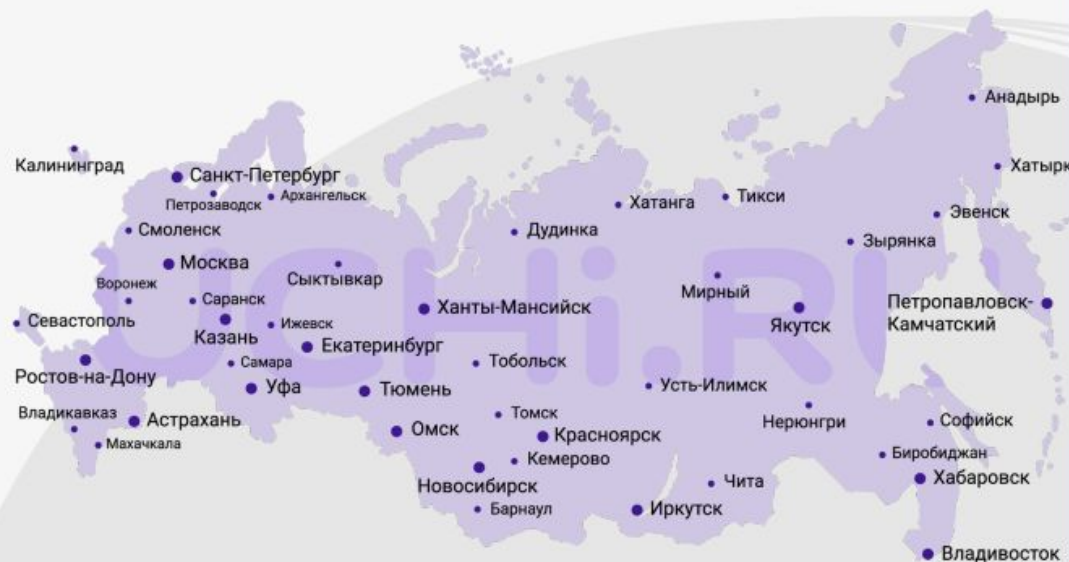 Анадырь
Калининград
Хатырк
Санкт-Петербург
Петрозаводск
Архангельск
Хатанга
Тикси
Эвенск
Смоленск
Дудинка
Зырянка
Москва
Сыктывкар
Мирный
UCHi.RU
Воронеж
Саранск
Ханты-Мансийск
Якутск
Петропавловск-
Камчатский
Севастополь
Казань
Ижевск
Екатеринбург
Ростов-на-Дону
Самара
Тобольск
Уфа
Тюмень
Усть-Илимск
Владикавказ
Астрахань
Томск
Нерюнгри
Софийск
Махачкала
Омск
Красноярск
Биробиджан
Кемерово
Хабаровск
Новосибирск
Чита
Барнаул
Иркутск
Владивосток